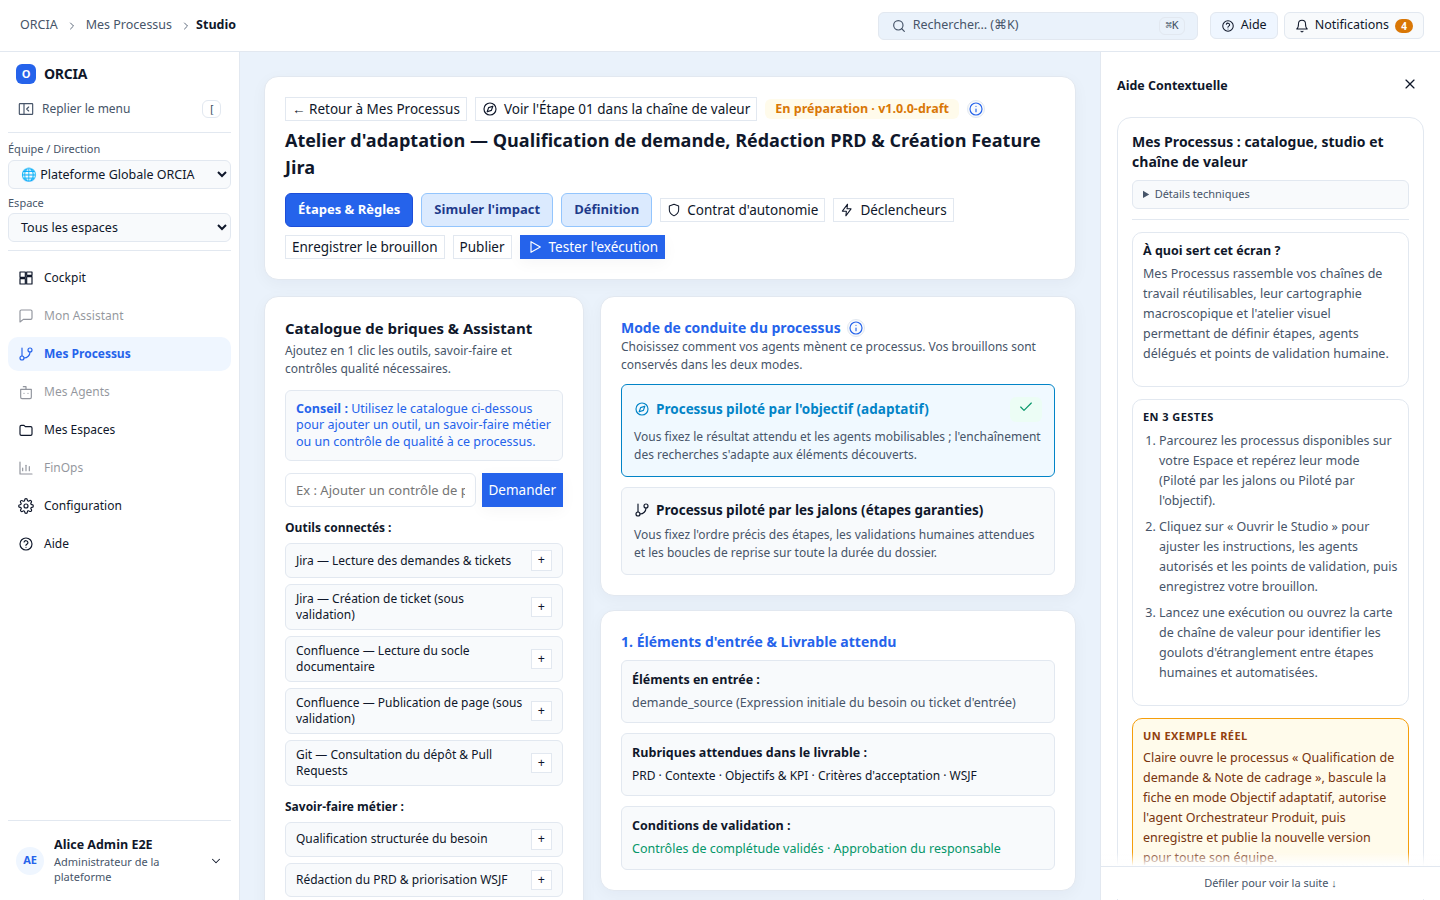 ORCIA
Mes Processus
Studio
Rechercher... (⌘K)
⌘K
Aide
Notifications
4
O
ORCIA
Replier le menu
[
Équipe / Direction
🌐 Plateforme Globale ORCIA
Espace
Tous les espaces
Cockpit
Mon Assistant
Mes Processus
Mes Agents
Mes Espaces
FinOps
Configuration
Aide
AE
Alice Admin E2E
Administrateur de la
plateforme
← Retour à Mes Processus
Voir l'Étape 01 dans la chaîne de valeur
En préparation · v1.0.0-draft
Atelier d'adaptation — Qualification de demande, Rédaction PRD & Création Feature
Jira
Étapes & Règles
Simuler l'impact
Définition
Contrat d'autonomie
Déclencheurs
Enregistrer le brouillon
Publier
Tester l'exécution
Catalogue de briques & Assistant
Ajoutez en 1 clic les outils, savoir-faire et
contrôles qualité nécessaires.
Conseil : Utilisez le catalogue ci-dessous
pour ajouter un outil, un savoir-faire métier
ou un contrôle de qualité à ce processus.
Ex : Ajouter un contrôle de p
Demander
Outils connectés :
Jira — Lecture des demandes & tickets
+
Jira — Création de ticket (sous
validation)
+
Confluence — Lecture du socle
documentaire
+
Confluence — Publication de page (sous
validation)
+
Git — Consultation du dépôt & Pull
Requests
+
Savoir-faire métier :
Qualification structurée du besoin
+
Rédaction du PRD & priorisation WSJF
+
Mode de conduite du processus
Choisissez comment vos agents mènent ce processus. Vos brouillons sont
conservés dans les deux modes.
Processus piloté par l'objectif (adaptatif)
Vous fixez le résultat attendu et les agents mobilisables ; l'enchaînement
des recherches s'adapte aux éléments découverts.
Processus piloté par les jalons (étapes garanties)
Vous fixez l'ordre précis des étapes, les validations humaines attendues
et les boucles de reprise sur toute la durée du dossier.
1. Éléments d'entrée & Livrable attendu
Éléments en entrée :
demande_source (Expression initiale du besoin ou ticket d'entrée)
Rubriques attendues dans le livrable :
PRD · Contexte · Objectifs & KPI · Critères d'acceptation · WSJF
Conditions de validation :
Contrôles de complétude validés · Approbation du responsable
Aide Contextuelle
Mes Processus : catalogue, studio et
chaîne de valeur
▶ Détails techniques
À quoi sert cet écran ?
Mes Processus rassemble vos chaînes de
travail réutilisables, leur cartographie
macroscopique et l'atelier visuel
permettant de définir étapes, agents
délégués et points de validation humaine.
EN 3 GESTES
1. Parcourez les processus disponibles sur
votre Espace et repérez leur mode
(Piloté par les jalons ou Piloté par
l'objectif).
2. Cliquez sur « Ouvrir le Studio » pour
ajuster les instructions, les agents
autorisés et les points de validation, puis
enregistrez votre brouillon.
3. Lancez une exécution ou ouvrez la carte
de chaîne de valeur pour identifier les
goulots d'étranglement entre étapes
humaines et automatisées.
UN EXEMPLE RÉEL
Claire ouvre le processus « Qualification de
demande & Note de cadrage », bascule la
fiche en mode Objectif adaptatif, autorise
l'agent Orchestrateur Produit, puis
enregistre et publie la nouvelle version
pour toute son équipe.
Défiler pour voir la suite ↓